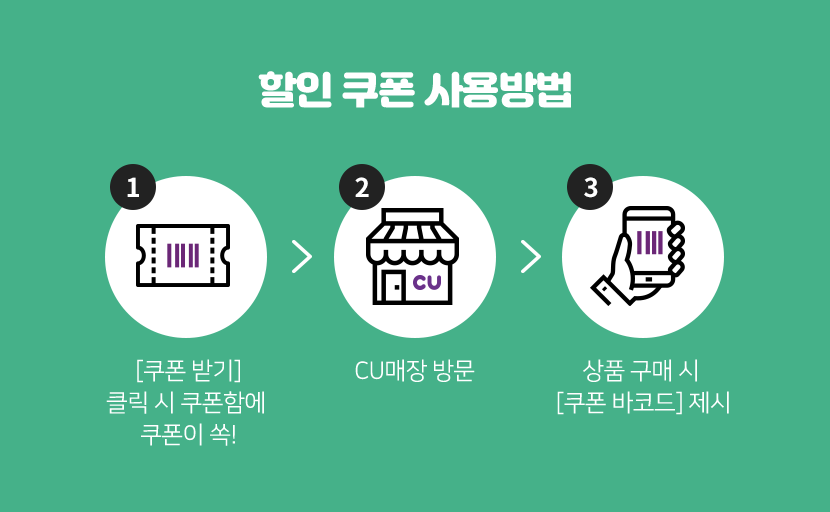 할인 쿠폰 사용방법
1
2
3
CU
[쿠폰 받기]
클릭 시 쿠폰함에
쿠폰이 쏙!
CU매장 방문
상품 구매 시
[쿠폰 바코드] 제시